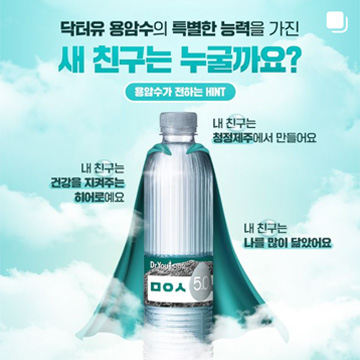 닥터유 용암수의 특별한 능력을 가진
새 친구는 누굴까요?
용암수가 전하는 HINT
내 친구는
청정제주에서 만들어요
내 친구는
건강을 지켜주는
히어로예요
내 친구는
나를 많이 닮았어요
Dr.You
ㅁㅇㅅ
5.0